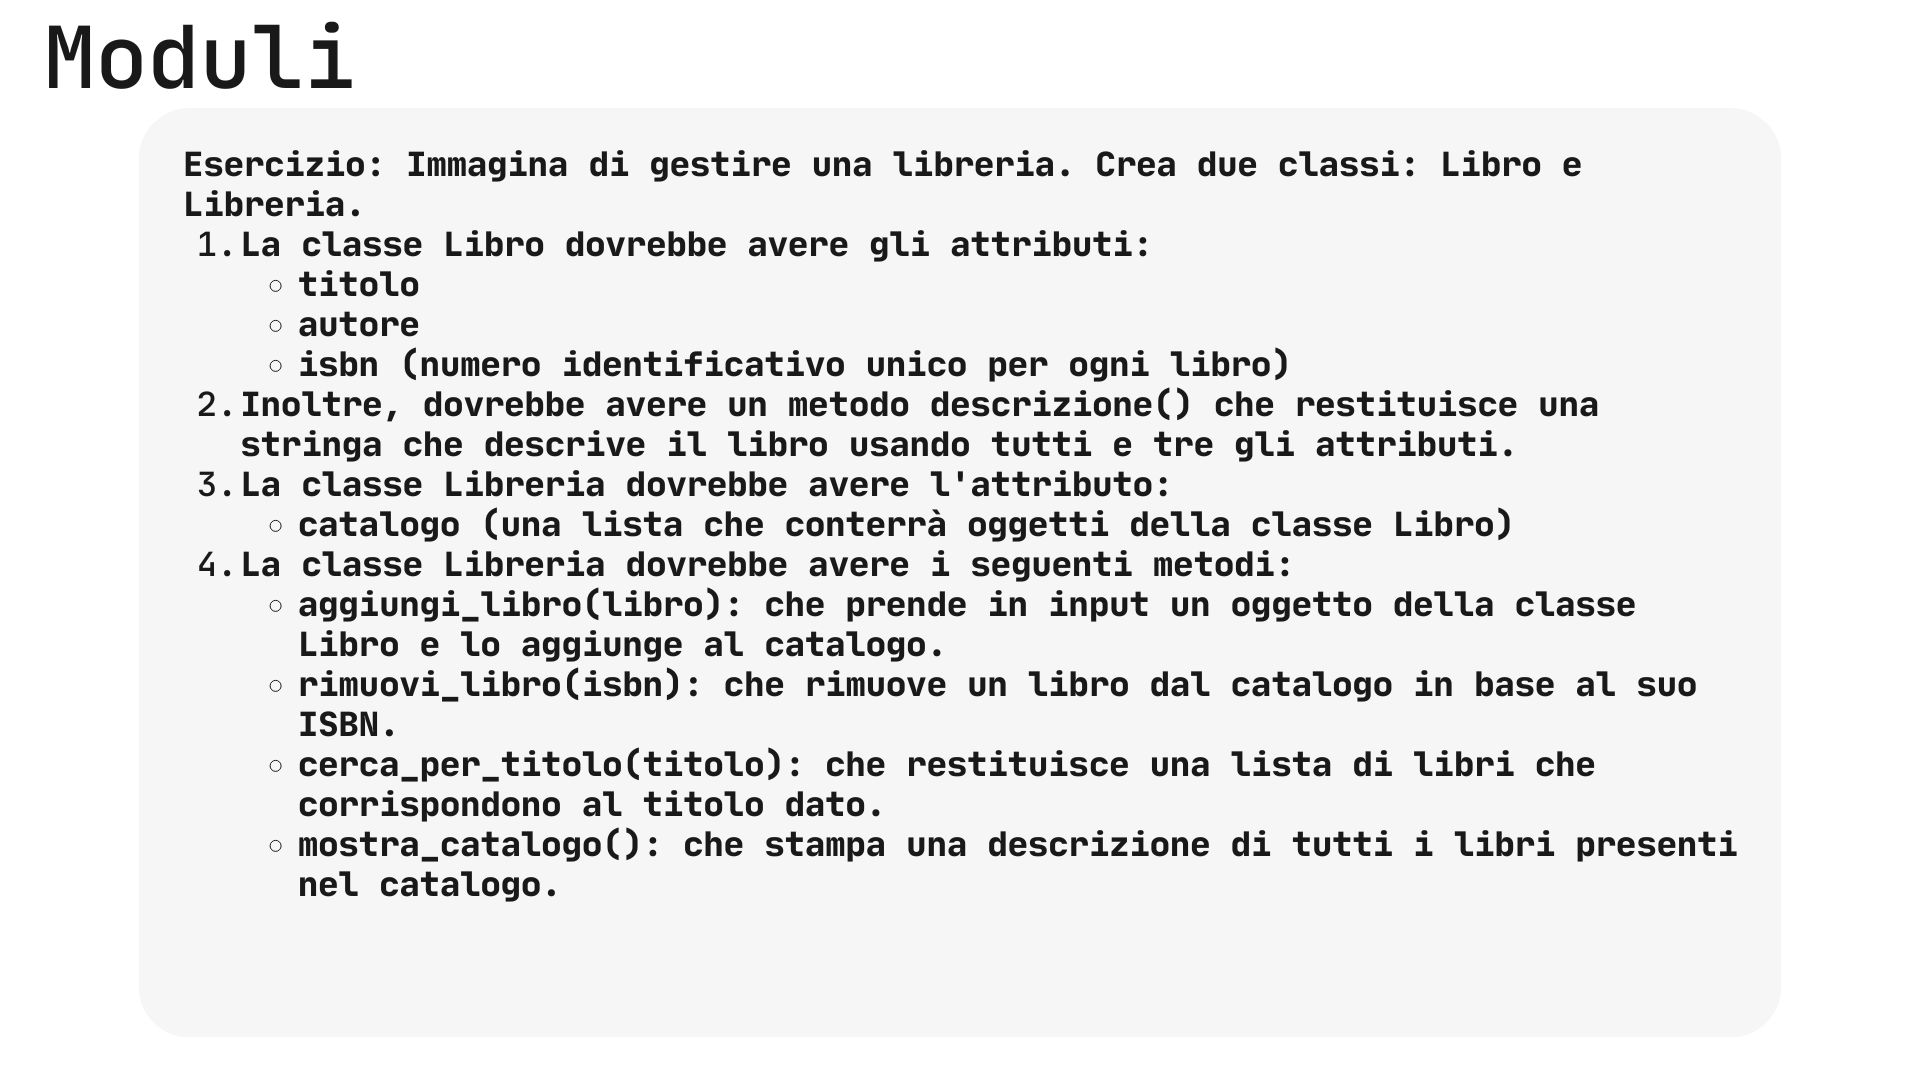 Moduli
Esercizio: Immagina di gestire una libreria. Crea due classi: Libro e
Libreria.
1. La classe Libro dovrebbe avere gli attributi:
○ titolo
○ autore
○ isbn (numero identificativo unico per ogni libro)
2. Inoltre, dovrebbe avere un metodo descrizione() che restituisce una
stringa che descrive il libro usando tutti e tre gli attributi.
3. La classe Libreria dovrebbe avere l'attributo:
○ catalogo (una lista che conterrà oggetti della classe Libro)
4. La classe Libreria dovrebbe avere i seguenti metodi:
○ aggiungi_libro(libro): che prende in input un oggetto della classe
Libro e lo aggiunge al catalogo.
○ rimuovi_libro(isbn): che rimuove un libro dal catalogo in base al suo
ISBN.
○ cerca_per_titolo(titolo): che restituisce una lista di libri che
corrispondono al titolo dato.
○ mostra_catalogo(): che stampa una descrizione di tutti i libri presenti
nel catalogo.